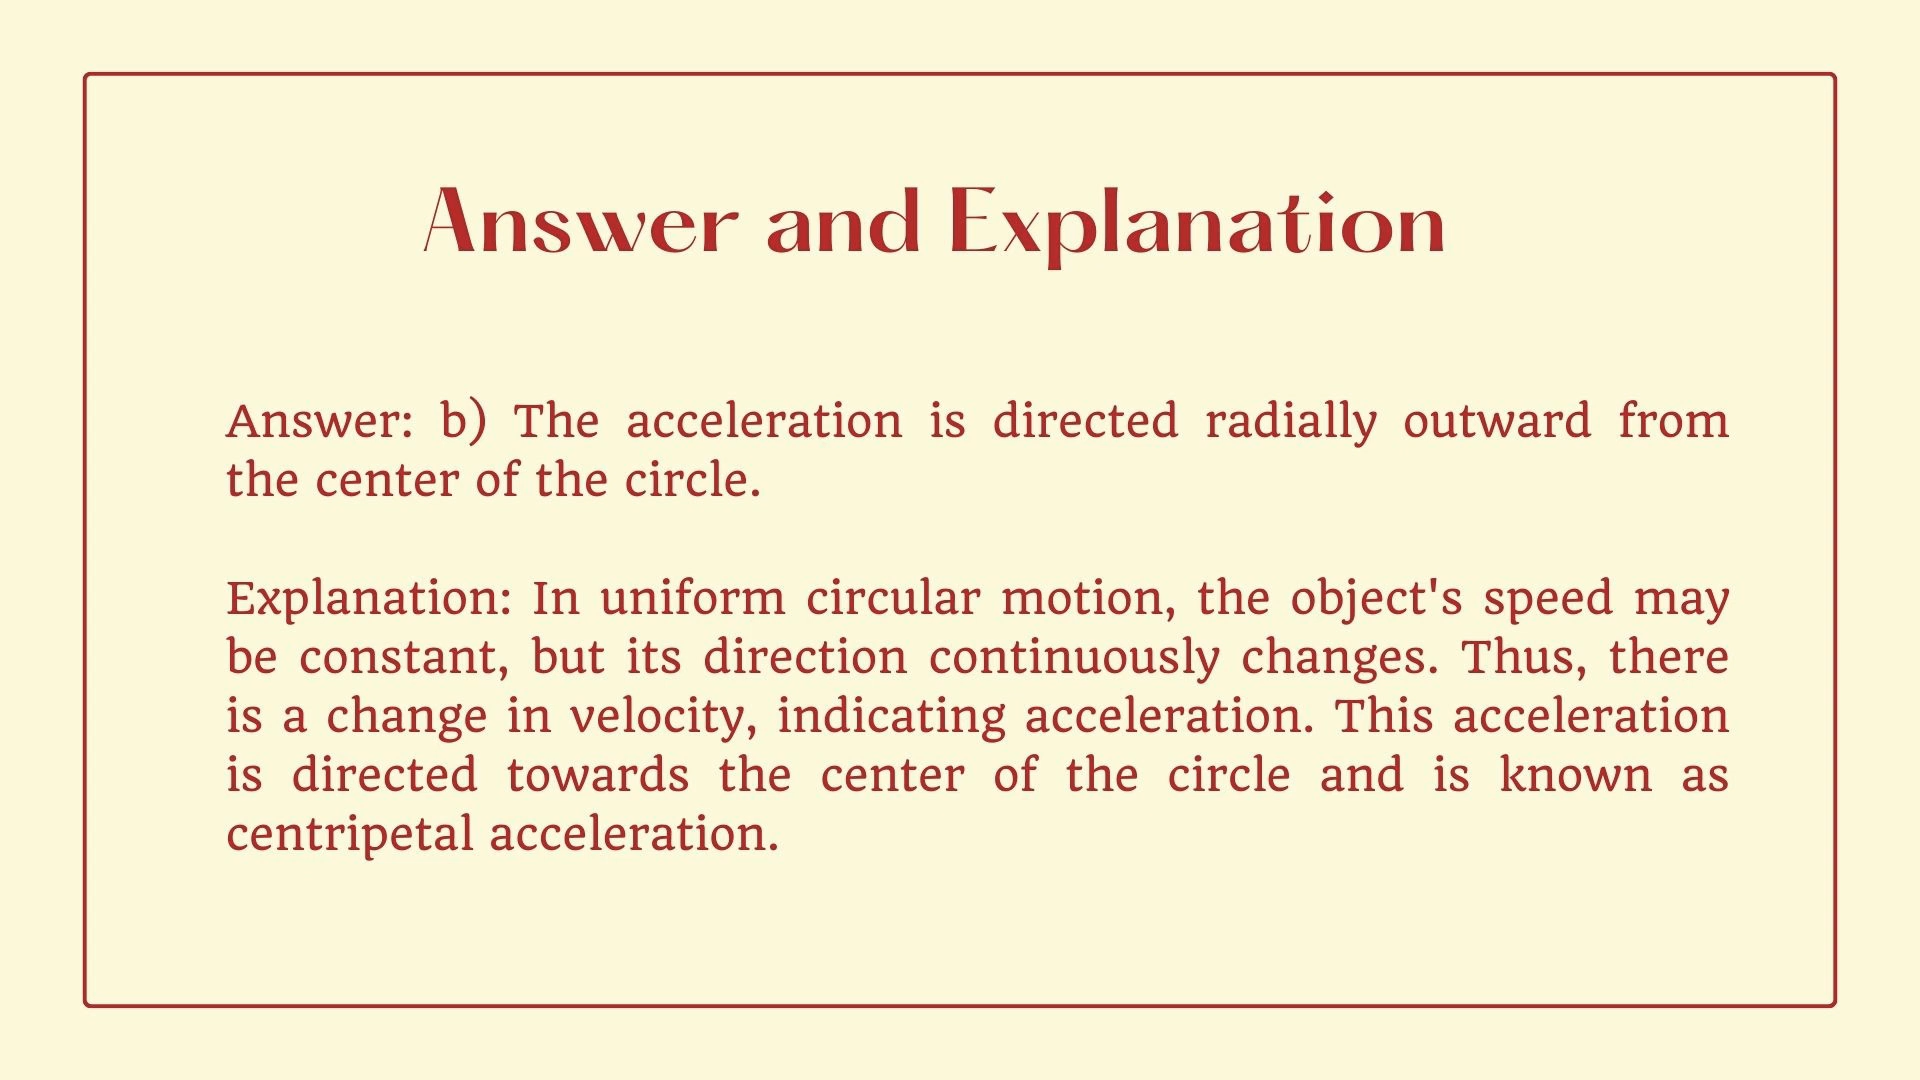 Answer and Explanation
Answer: b) The acceleration is directed radially outward from
the center of the circle.
Explanation: In uniform circular motion, the object's speed may
be constant, but its direction continuously changes. Thus, there
is a change in velocity, indicating acceleration. This acceleration
is directed towards the center of the circle and is known as
centripetal acceleration.